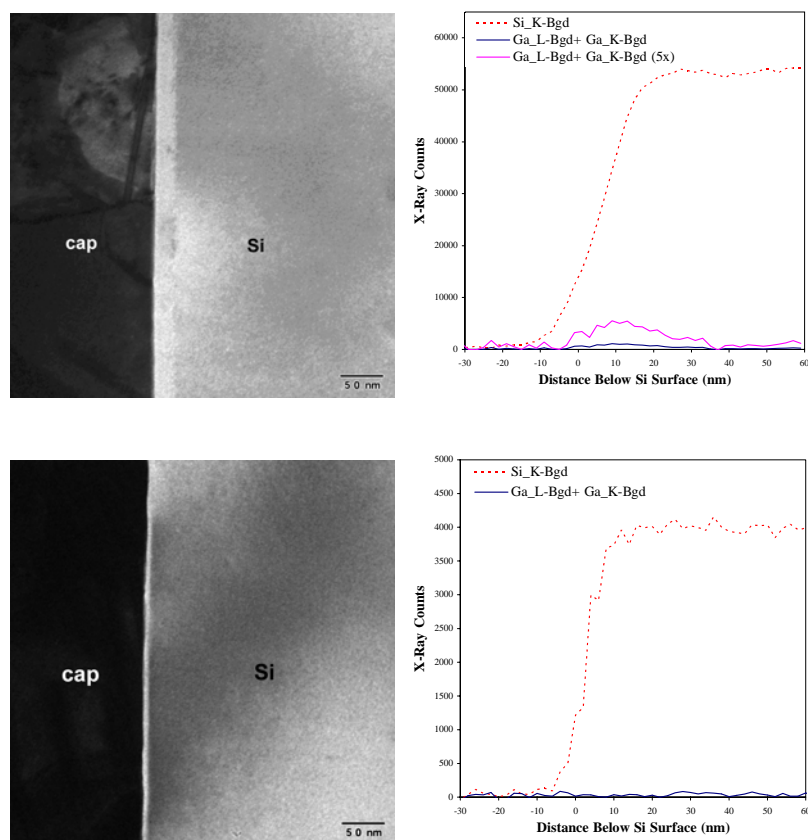 cap
Si
50 nm
Si_K-Bgd
Ga_L-Bgd+ Ga_K-Bgd
Ga_L-Bgd+ Ga_K-Bgd (5x)
X-Ray Counts
60000
50000
40000
30000
20000
10000
0
-30 -20 -10 0 10 20 30 40 50 60
Distance Below Si Surface (nm)
cap
Si
50 nm
Si_K-Bgd
Ga_L-Bgd+ Ga_K-Bgd
X-Ray Counts
5000
4500
4000
3500
3000
2500
2000
1500
1000
500
0
-30 -20 -10 0 10 20 30 40 50 60
Distance Below Si Surface (nm)